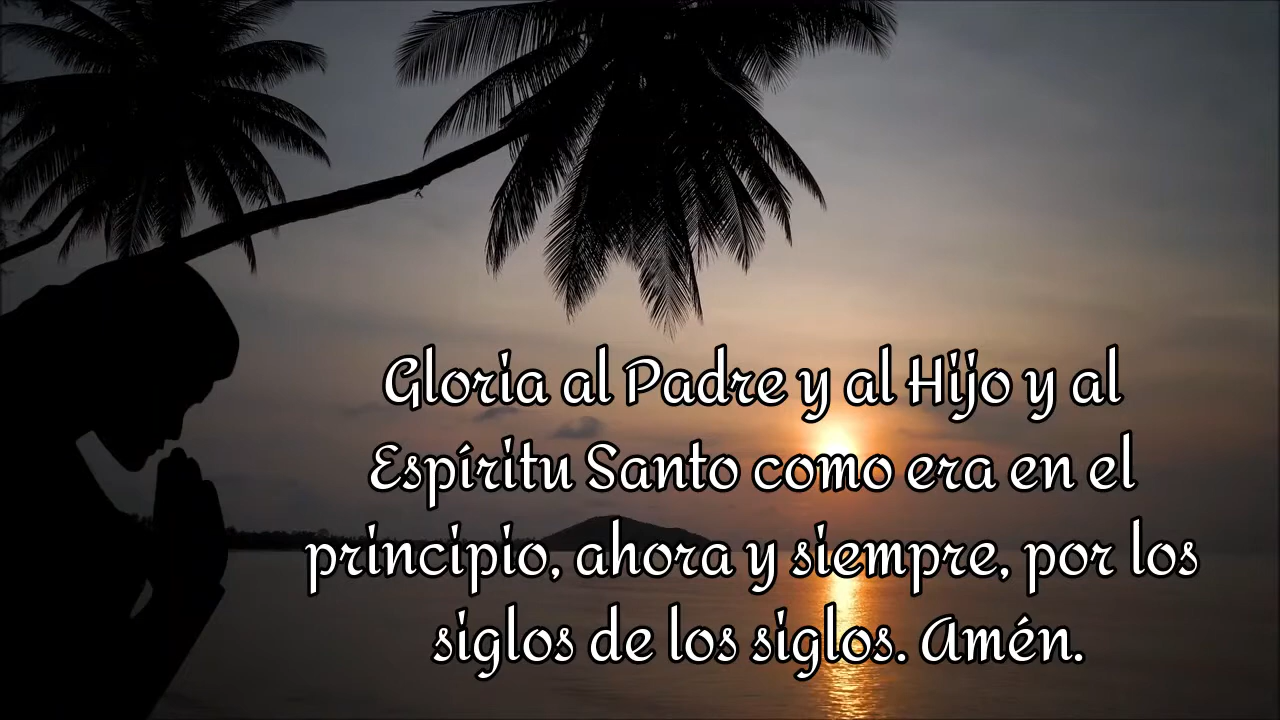 Gloria al Padre y al Hijo y al
Espíritu Santo como era en el
principio, ahora y siempre, por los
siglos de los siglos. Amén.